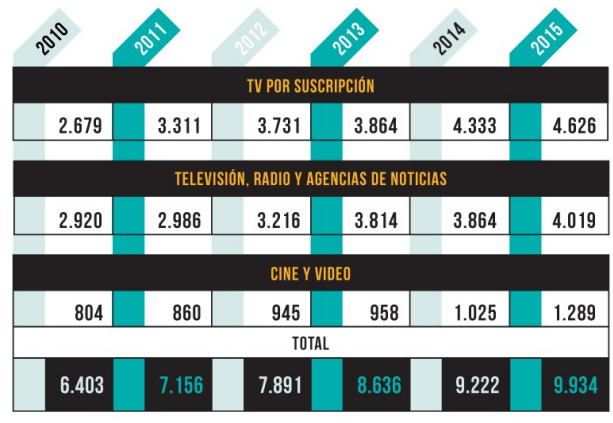 2010 2011 2012 2013 2014 2015
TV POR SUSCRIPCIÓN
2.679 3.311 3.731 3.864 4.333 4.626
TELEVISIÓN, RADIO Y AGENCIAS DE NOTICIAS
2.920 2.986 3.216 3.814 3.864 4.019
CINE Y VIDEO
804 860 945 958 1.025 1.289
TOTAL
6.403 7.156 7.891 8.636 9.222 9.934